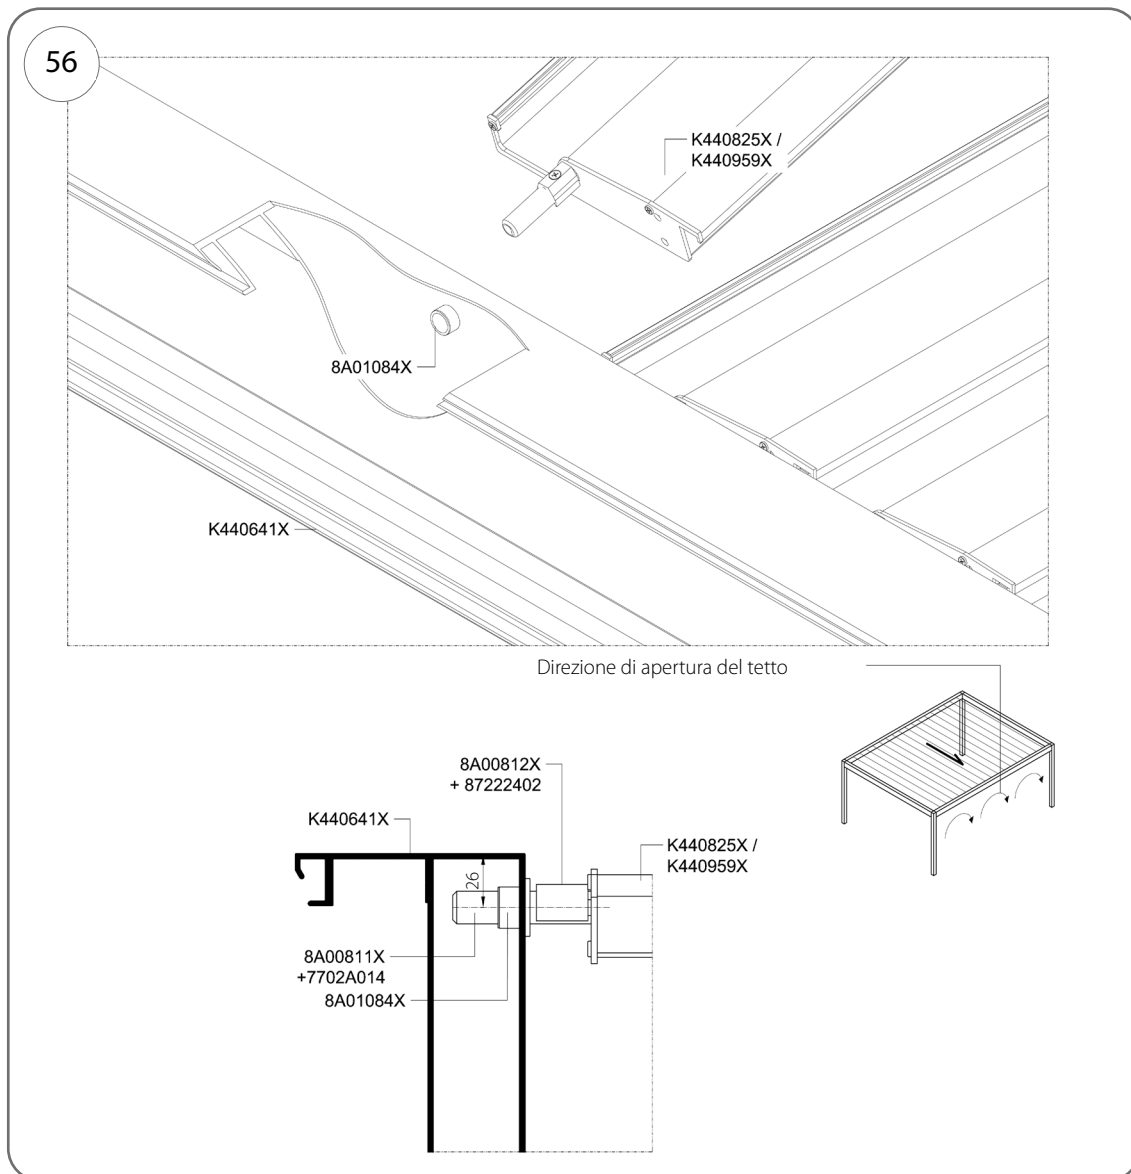 56
K440825X /
K440959X
8A01084X
K440641X
Direzione di apertura del tetto
8A00812X
+ 87222402
K440641X
K440825X /
K440959X
26
8A00811X
+7702A014
8A01084X